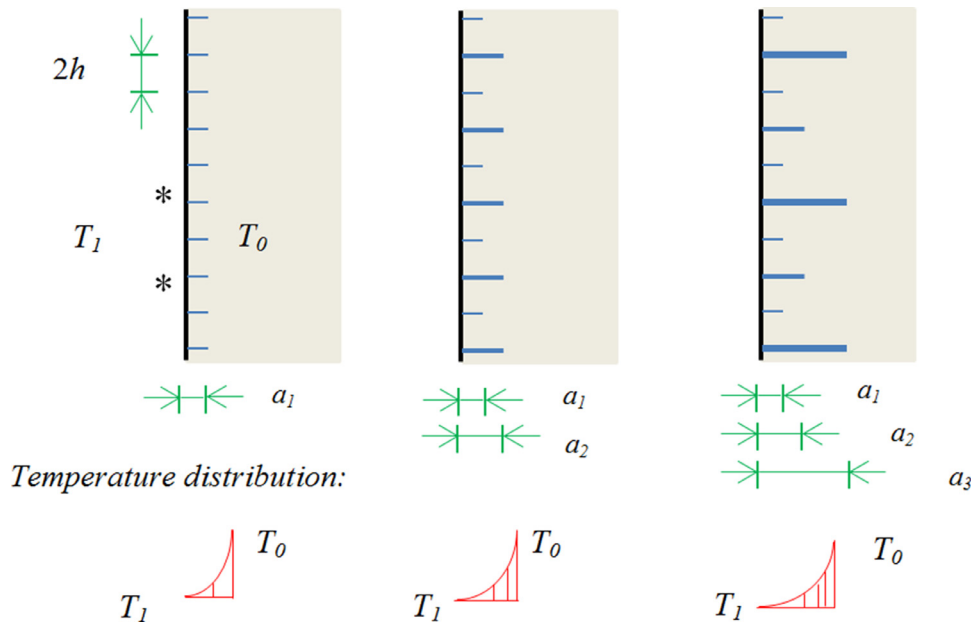 2h
*
T₁ T₀
*
a₁ a₁ a₁
a₂ a₂
a₃
Temperature distribution:
T₀ T₀ T₀
T₁ T₁ T₁